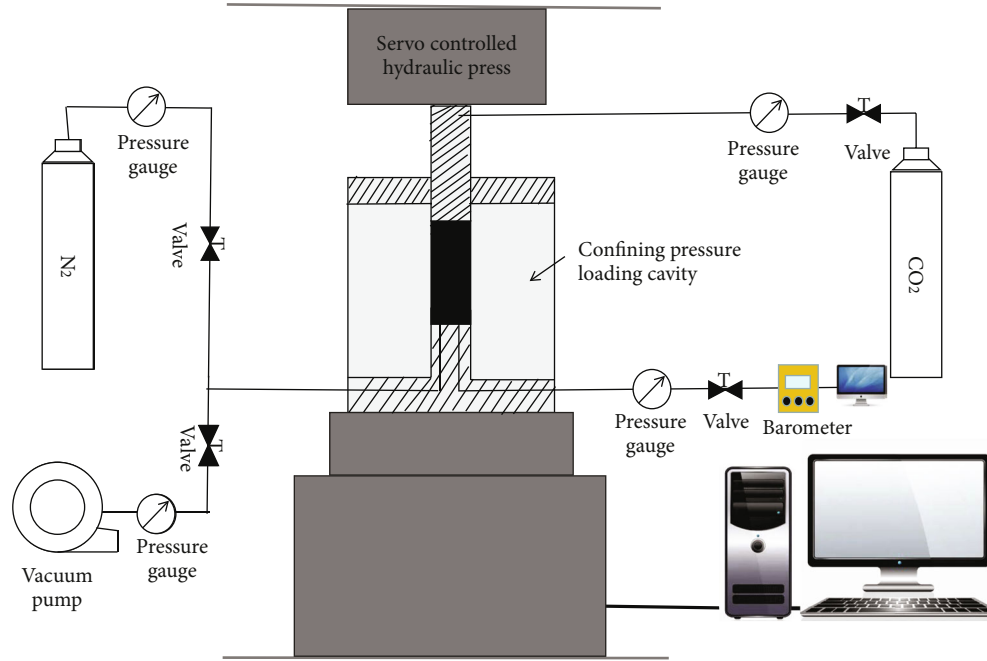 Servo controlled
hydraulic press
Pressure
gauge
Valve
N2
Pressure
gauge
T
Valve
CO2
Confining pressure
loading cavity
T
Valve
T
Pressure
gauge
T
Valve
Barometer
Vacuum
pump
Pressure
gauge
T